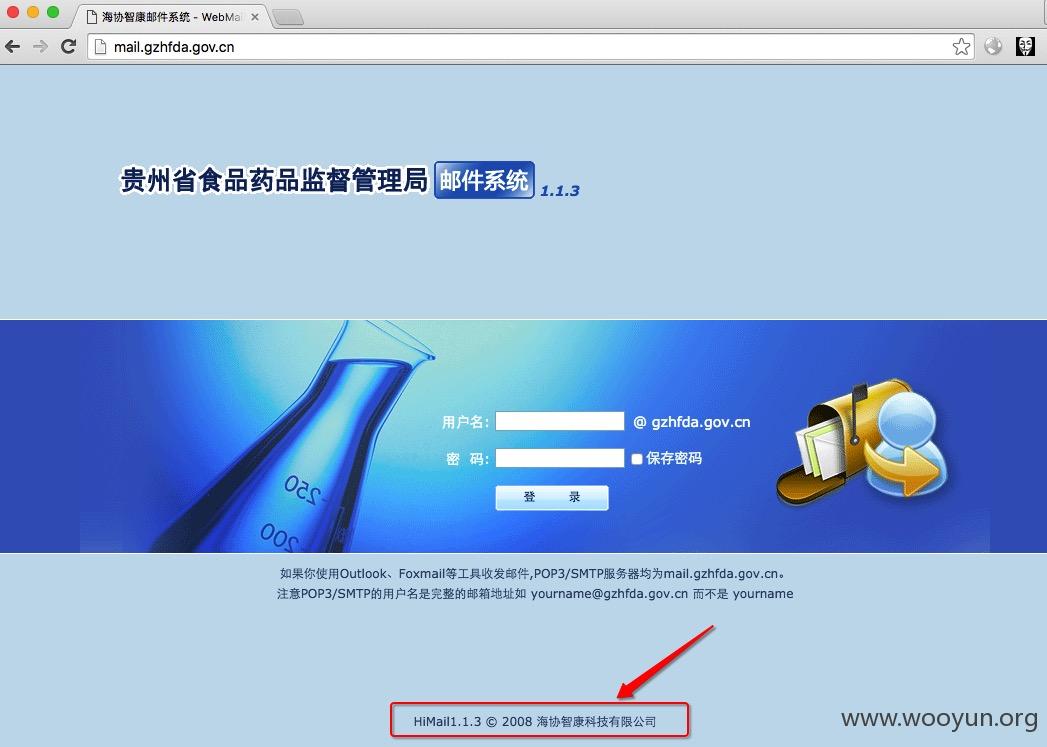 海协智康邮件系统 - WebMai
mail.gzhfda.gov.cn
贵州省食品药品监督管理局 邮件系统 1.1.3
用户名: @ gzhfda.gov.cn
密 码: 保存密码
登 录
250
200
如果你使用Outlook、Foxmail等工具收发邮件,POP3/SMTP服务器均为mail.gzhfda.gov.cn。
注意POP3/SMTP的用户名是完整的邮箱地址如 yourname@gzhfda.gov.cn 而不是 yourname
HiMail1.1.3 © 2008 海协智康科技有限公司
www.wooyun.org